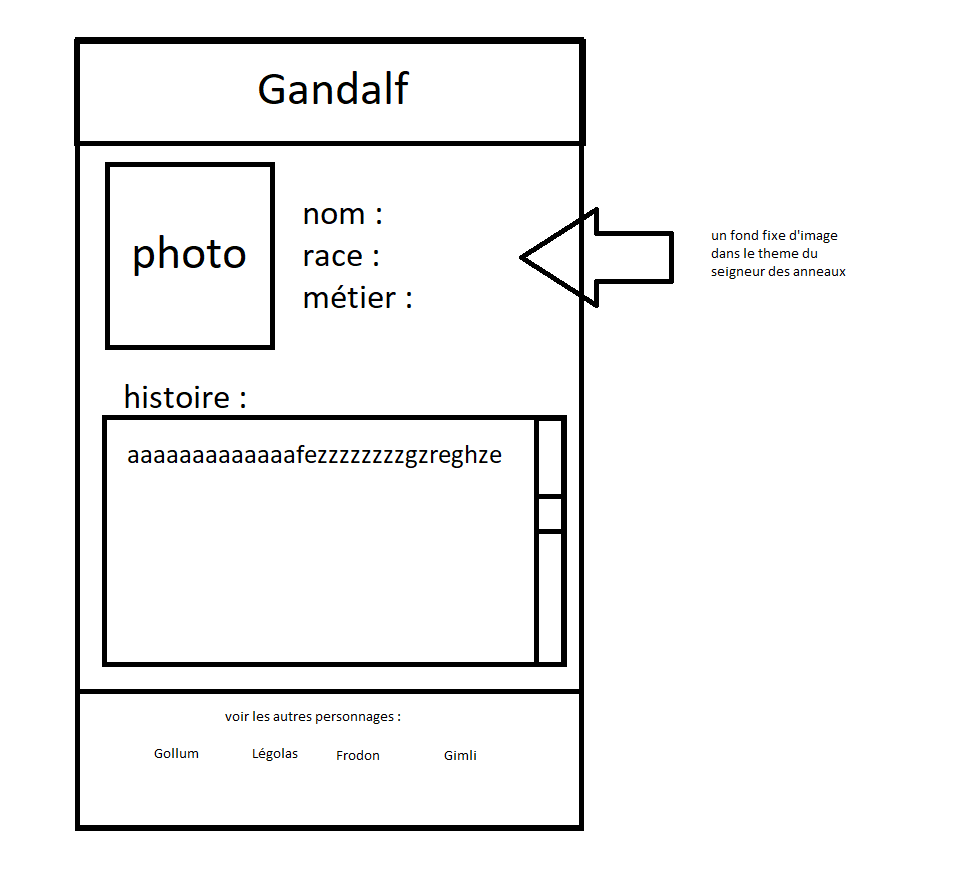 Gandalf
photo
nom :
race :
métier :
un fond fixe d'image
dans le theme du
seigneur des anneaux
histoire :
aaaaaaaaaaaaafezzzzzzzzgzreghze
voir les autres personnages :
Gollum Légolas Frodon Gimli